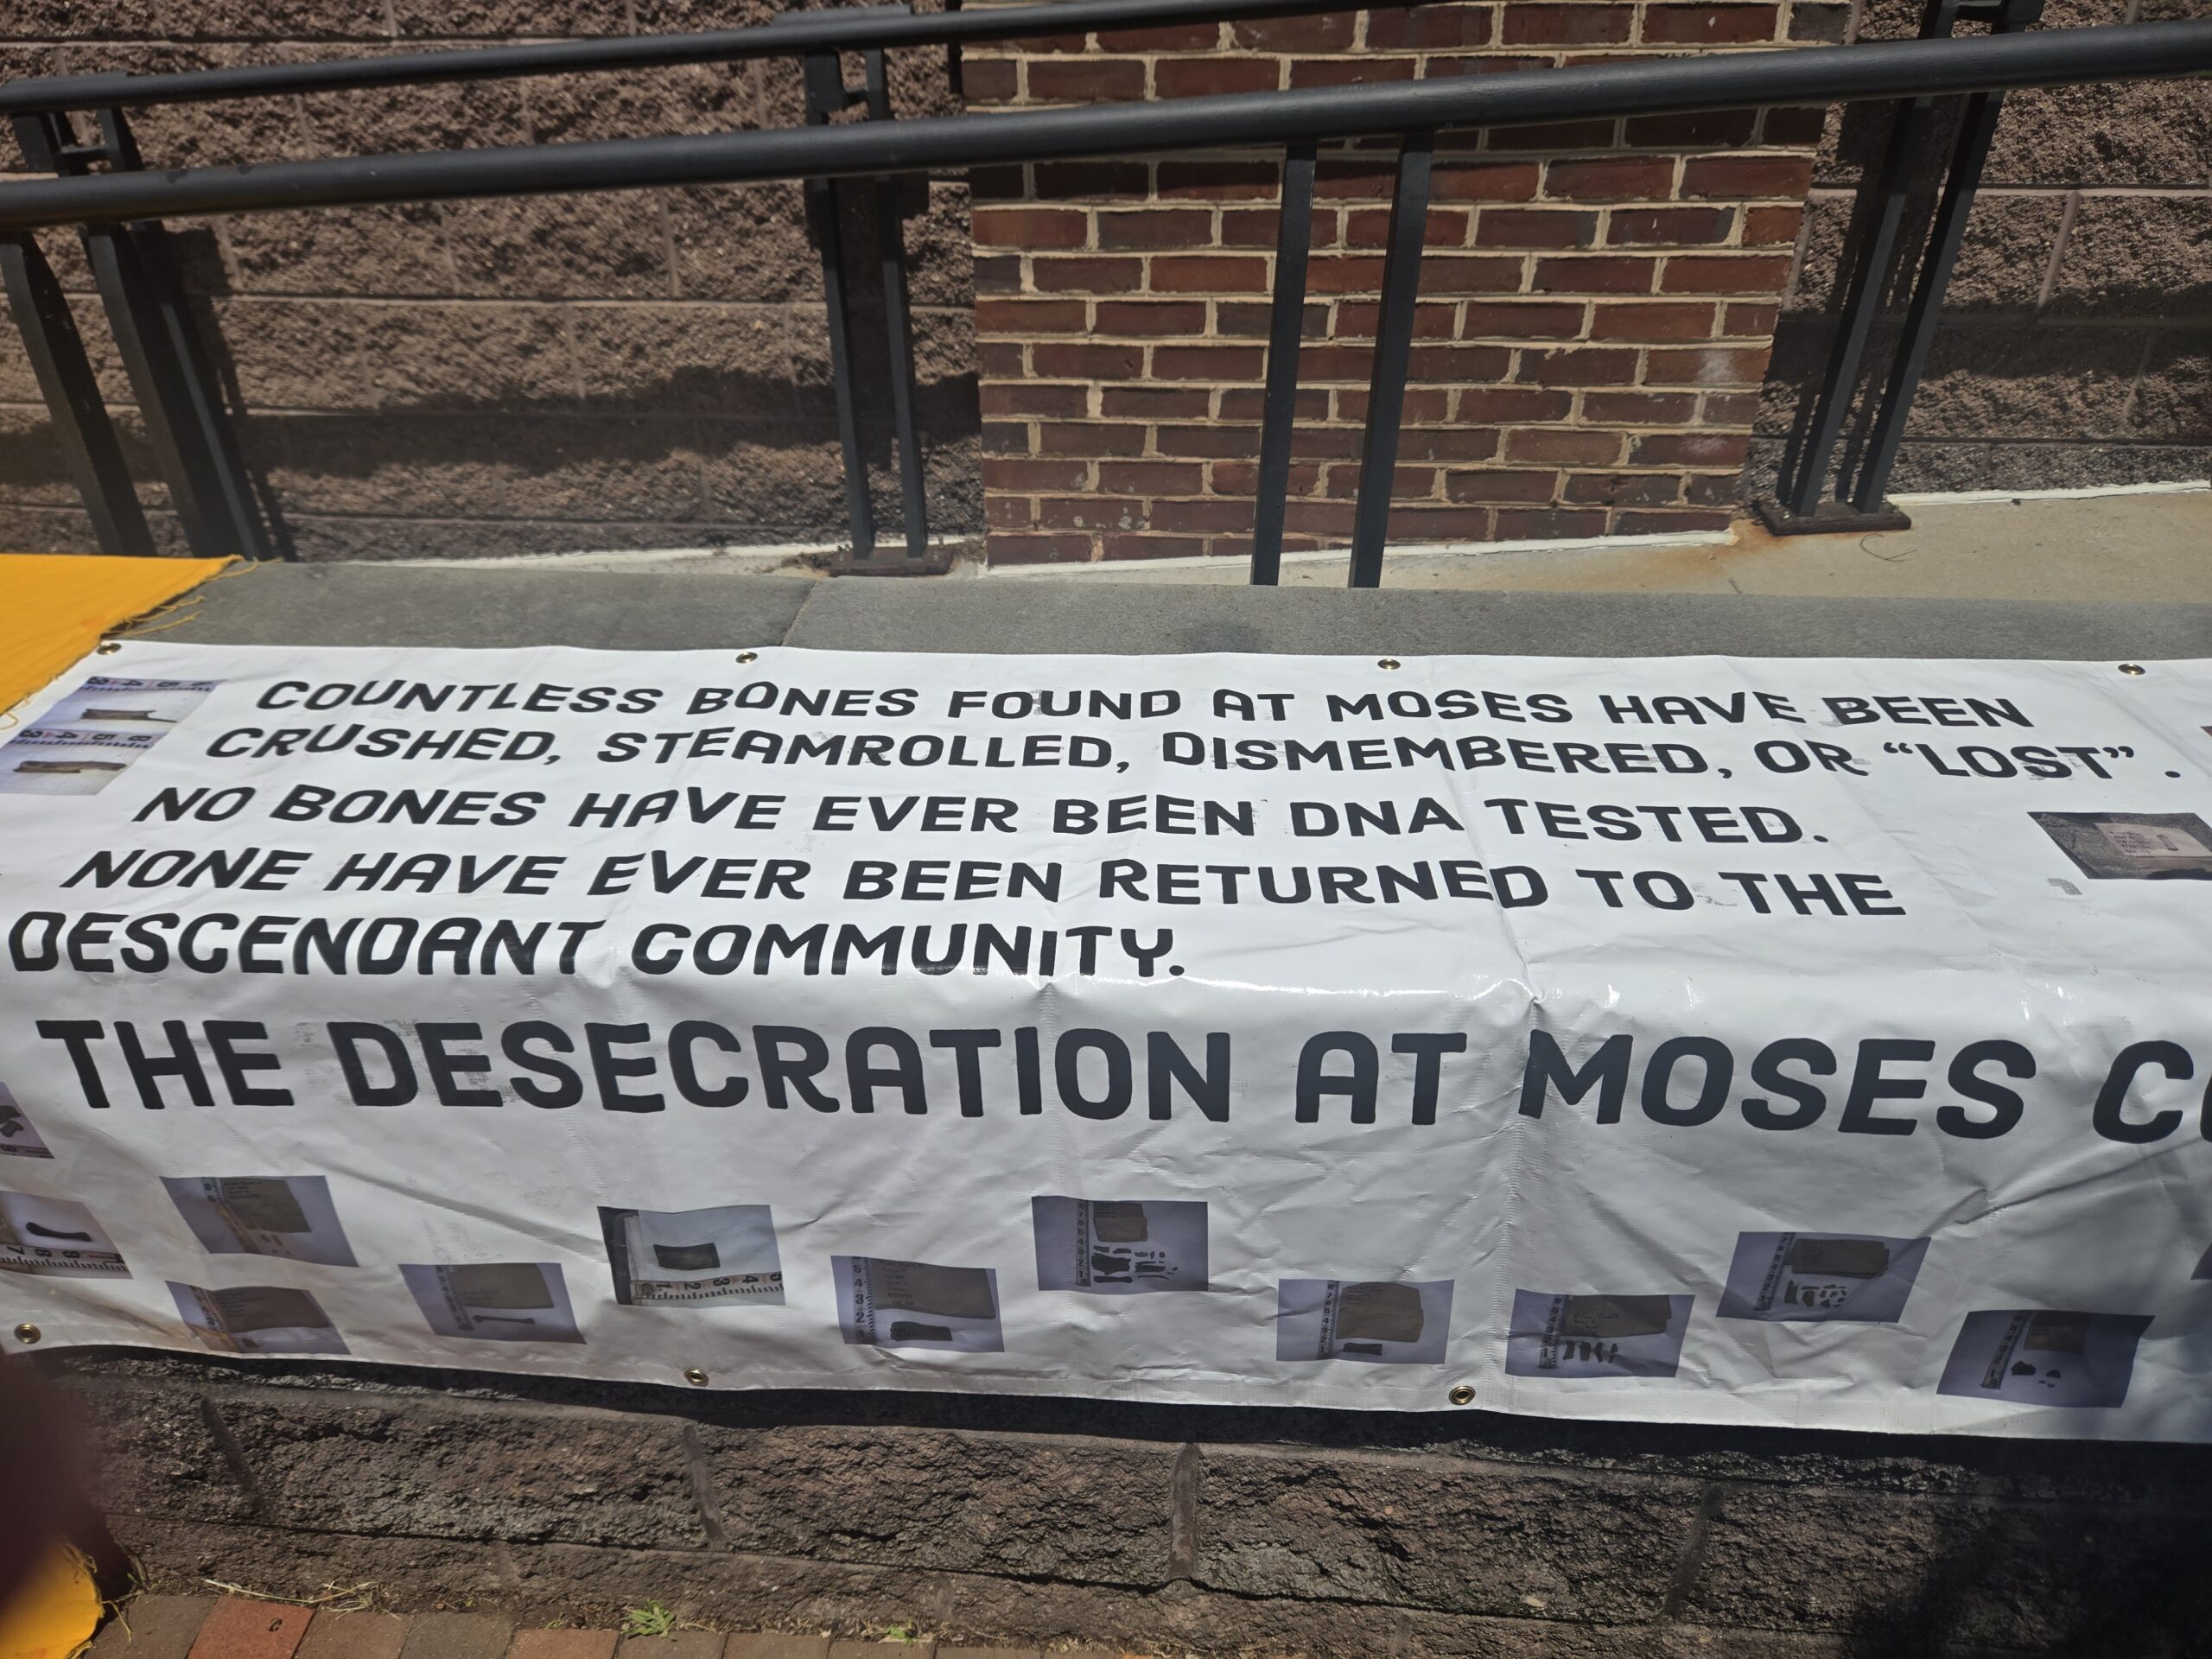 COUNTLESS BONES FOUND AT MOSES HAVE BEEN
CRUSHED, STEAMROLLED, DISMEMBERED, OR “LOST” .
NO BONES HAVE EVER BEEN DNA TESTED.
NONE HAVE EVER BEEN RETURNED TO THE
DESCENDANT COMMUNITY.
THE DESECRATION AT MOSES C